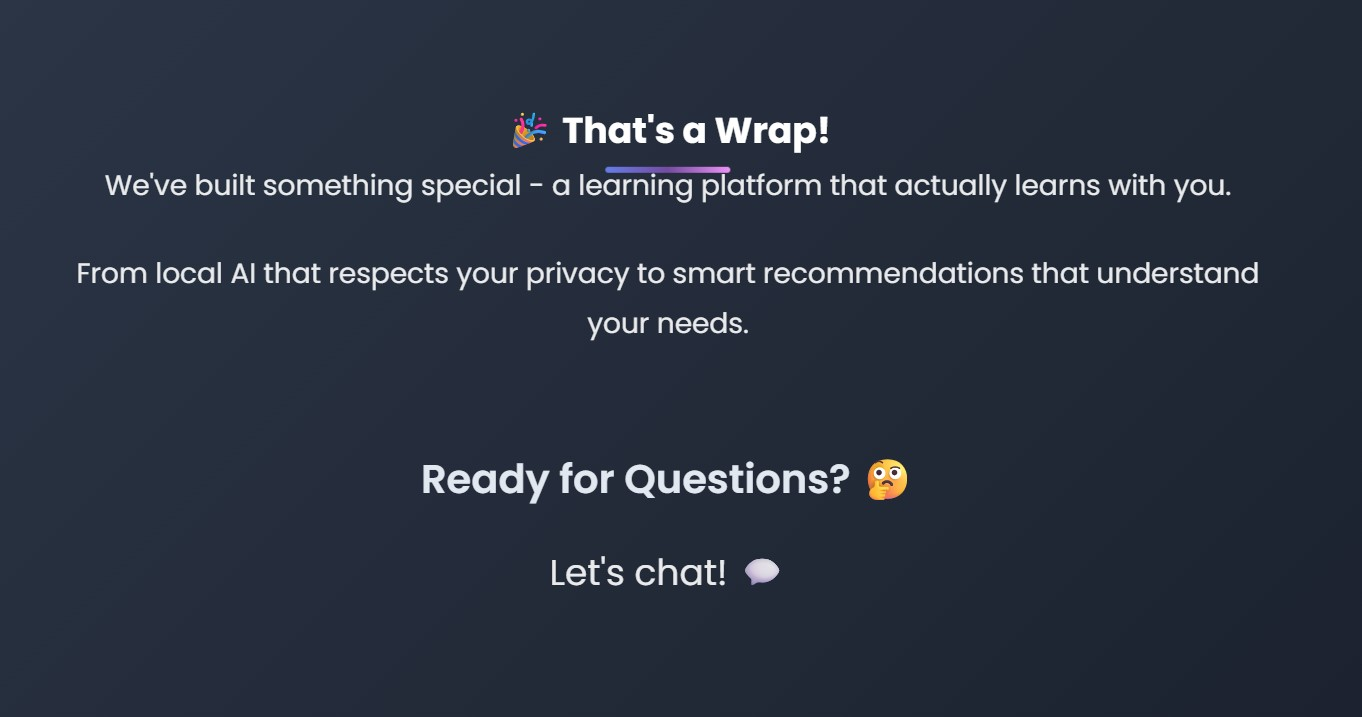 🎉 That's a Wrap!
We've built something special - a learning platform that actually learns with you.
From local AI that respects your privacy to smart recommendations that understand
your needs.
Ready for Questions? 🤔
Let's chat! 💬